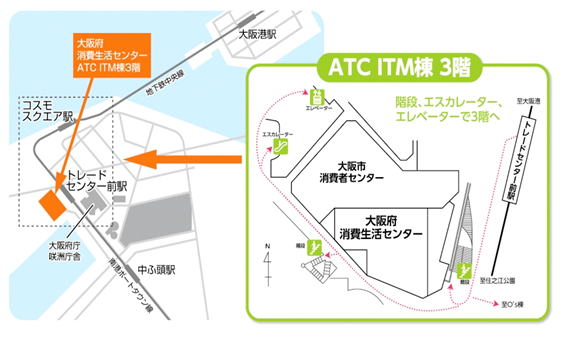 大阪府
消費生活センター
ATC ITM棟3階
大阪港駅
地下鉄中央線
コスモ
スクエア駅
トレード
センター前駅
大阪府庁
咲洲庁舎
中ふ頭駅
南港ポートタウン線
ATC ITM棟 3階
階段、エスカレーター、
エレベーターで3階へ
エレベーター
エスカレーター
至大阪港
トレードセンター前駅
大阪市
消費者センター
大阪府
消費生活センター
N
階段
階段
至住之江公園
至O's棟